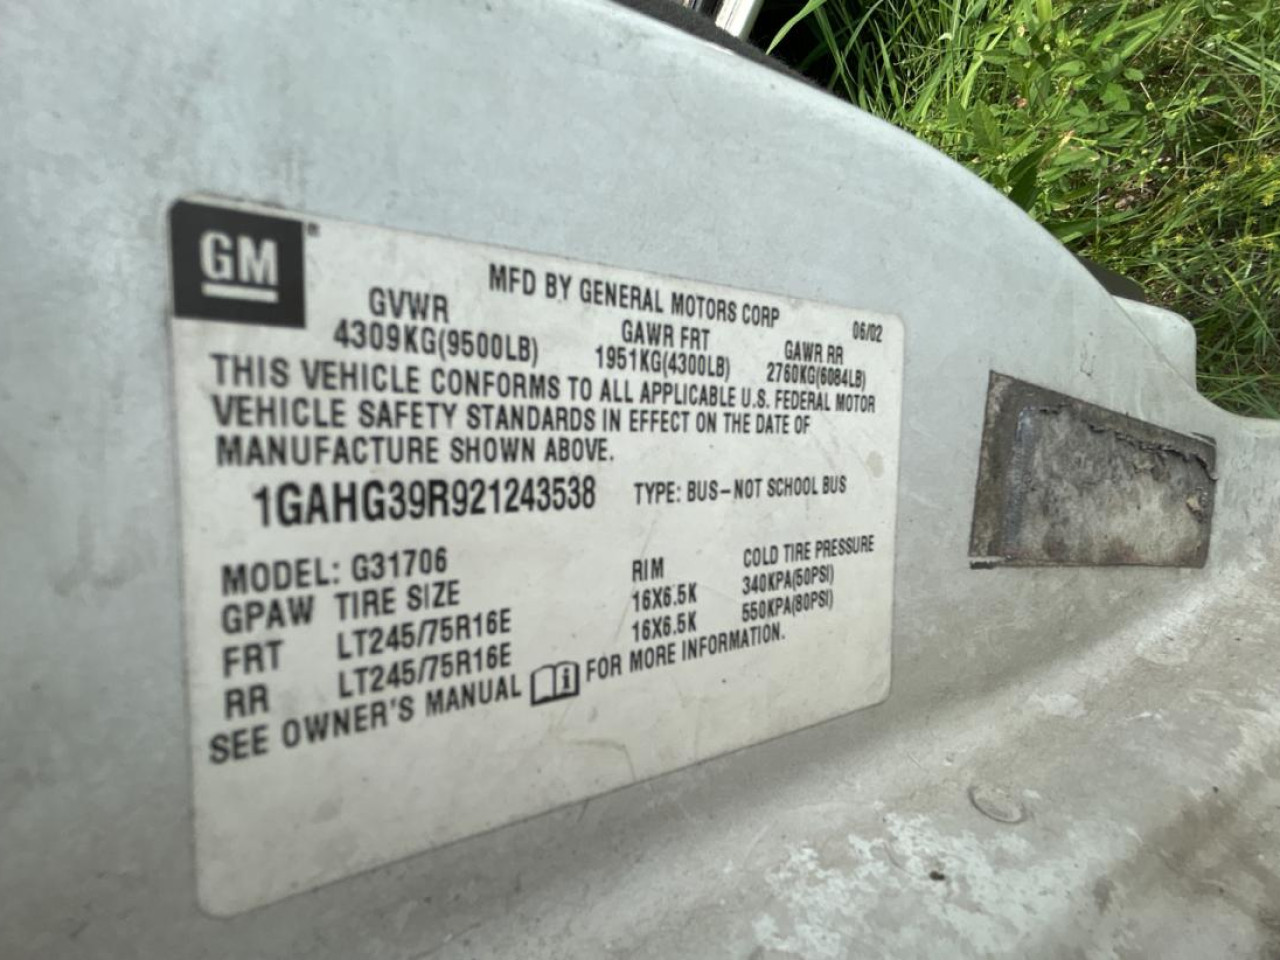 GM
MFD BY GENERAL MOTORS CORP 06/02
GVWR GAWR FRT GAWR RR
4309KG(9500LB) 1951KG(4300LB) 2760KG(6084LB)
THIS VEHICLE CONFORMS TO ALL APPLICABLE U.S. FEDERAL MOTOR
VEHICLE SAFETY STANDARDS IN EFFECT ON THE DATE OF
MANUFACTURE SHOWN ABOVE.
1GAHG39R921243538 TYPE: BUS-NOT SCHOOL BUS
MODEL: G31706
GPAW TIRE SIZE RIM COLD TIRE PRESSURE
FRT LT245/75R16E 16X6.5K 340KPA(50PSI)
RR LT245/75R16E 16X6.5K 550KPA(80PSI)
SEE OWNER'S MANUAL i FOR MORE INFORMATION.